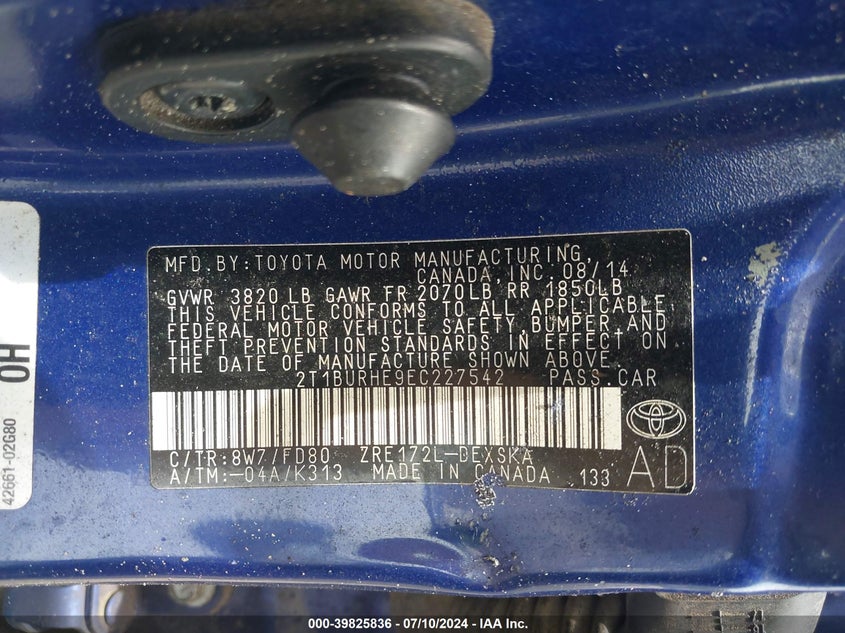 MFD.BY:TOYOTA MOTOR MANUFACTURING,
CANADA,INC. 08/14
GVWR 3820 LB GAWR FR 2070LB RR 1850LB
THIS VEHICLE CONFORMS TO ALL APPLICABLE
FEDERAL MOTOR VEHICLE SAFETY,BUMPER,AND
THEFT PREVENTION STANDARDS IN EFFECT ON
THE DATE OF MANUFACTURE SHOWN ABOVE.
2T1BURHE9EC227542 PASS.CAR
C/TR:8W7/FD80 ZRE172L-DEXSKA
A/TM:-04A/K313 MADE IN CANADA 133
AD
0H
42661-02G80
000-39825836 / 07/10/2024 - © IAA Inc.